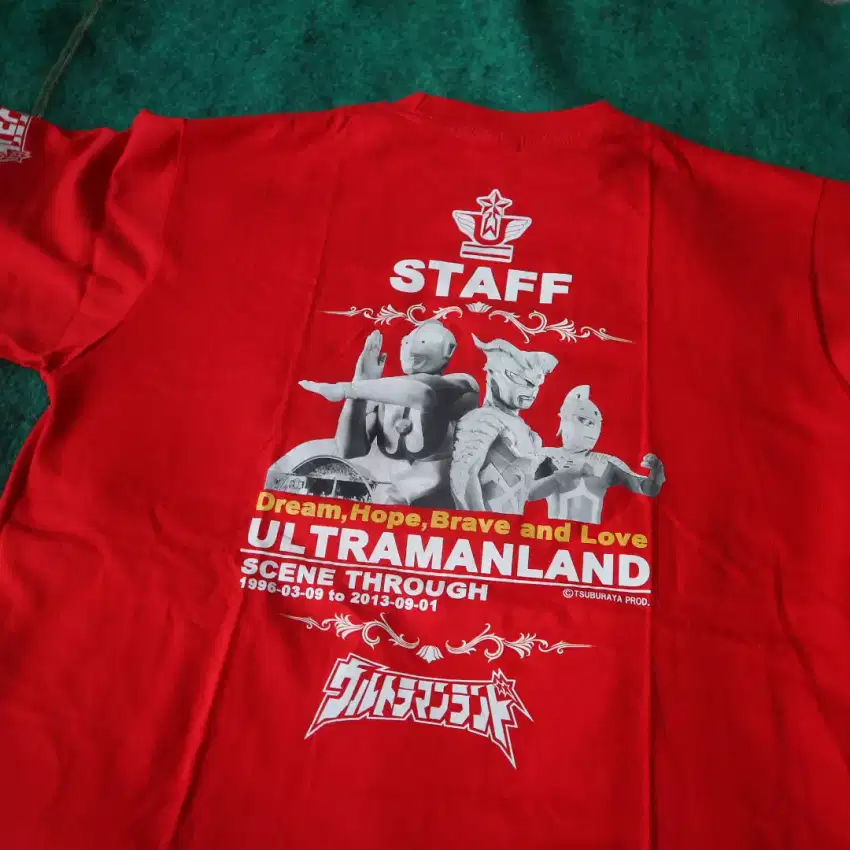 STAFF
Dream,Hope,Brave and Love
ULTRAMANLAND
SCENE THROUGH
1996-03-09 to 2013-09-01
©TSUBURAYA PROD.
ウルトラマンランド